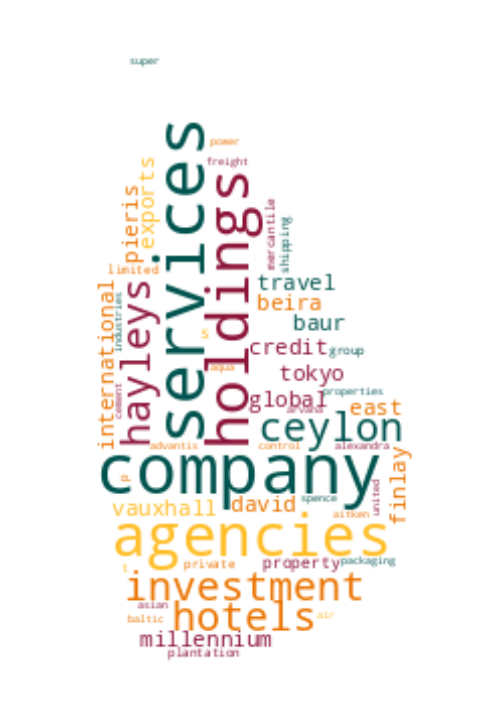 super
services
power
freight
holdings
exports
pieris
mercantile
shipping
limited
travel
international
industries
hayleys
beira
baur
s
credit
group
aqua
tokyo
cement
global
properties
arvana
east
ceylon
advantis
control
alexandra
company
p
finlay
united
vauxhall
david
spence
aitken
agencies
t
private
property
packaging
investment
asian
hotels
baltic
air
millennium
plantation